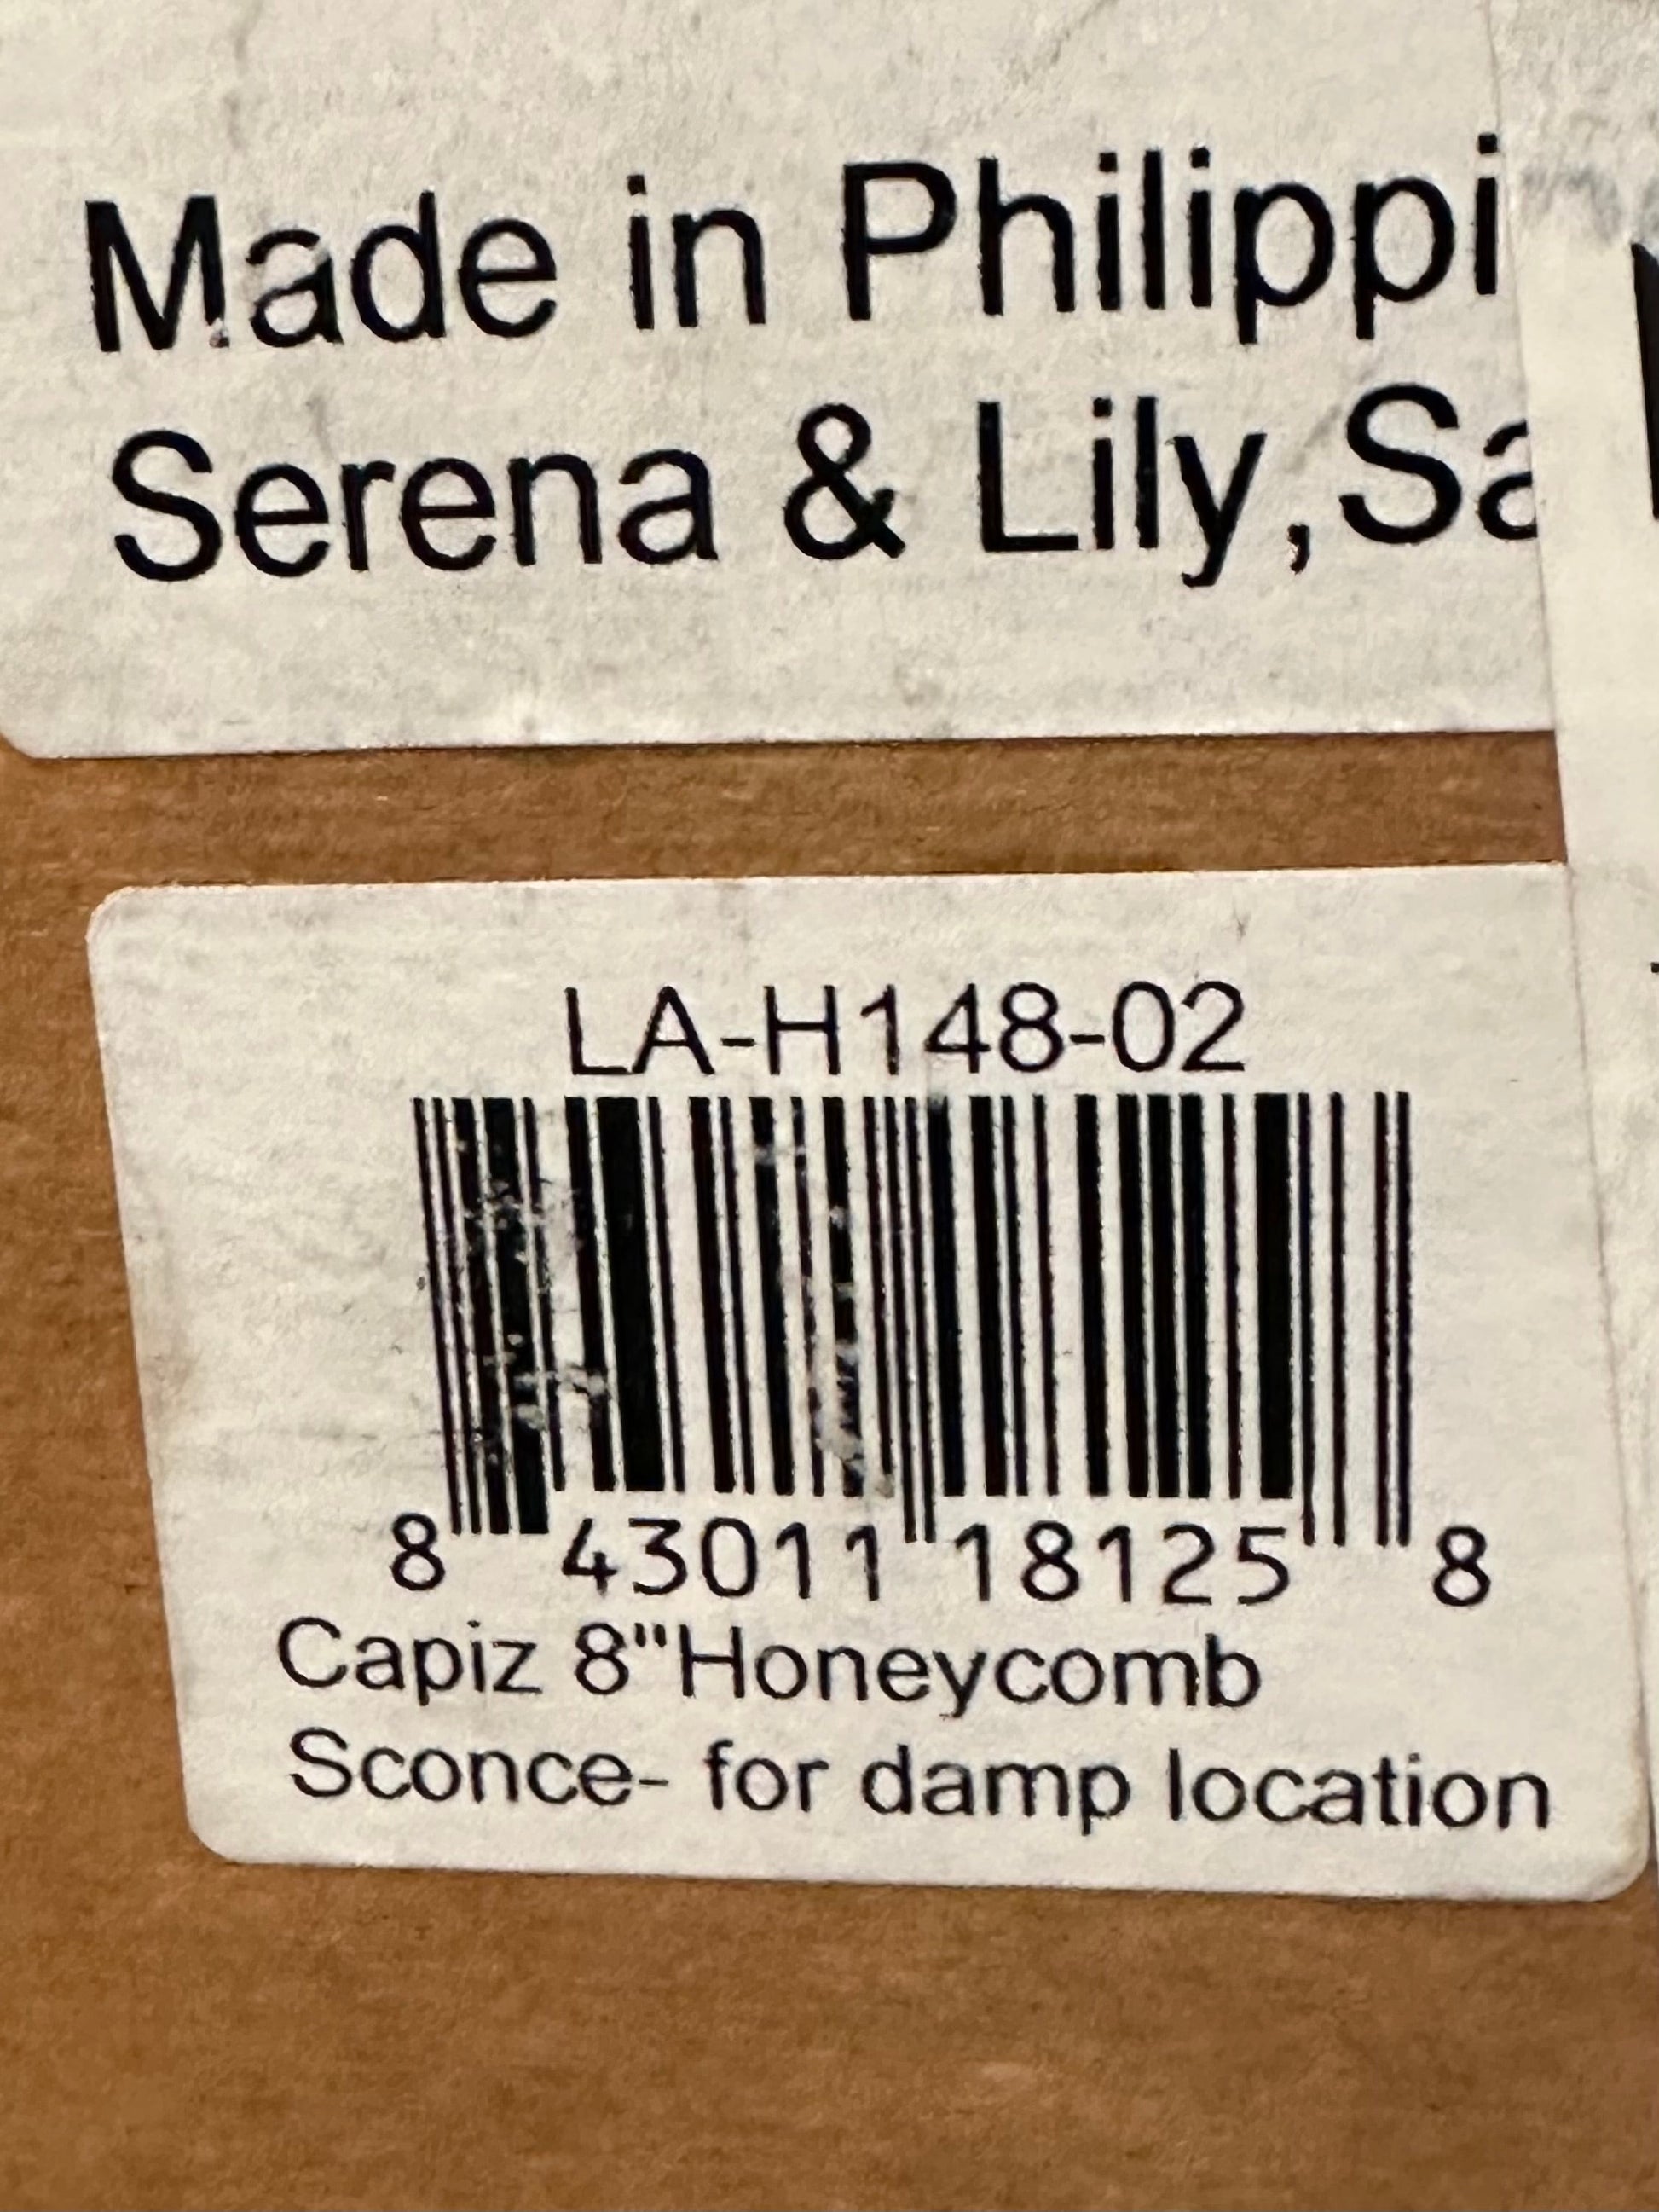 Made in Philippi
Serena & Lily,Sa
LA-H148-02
8 43011 18125 8
Capiz 8"Honeycomb
Sconce- for damp location